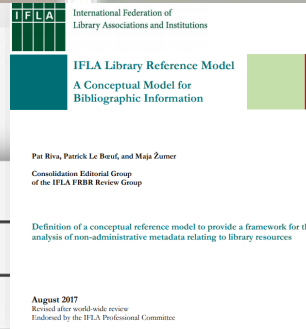 IFLA
International Federation of
Library Associations and Institutions
IFLA Library Reference Model
A Conceptual Model for
Bibliographic Information
Pat Riva, Patrick Le Bœuf, and Maja Žumer
Consolidation Editorial Group
of the IFLA FRBR Review Group
Definition of a conceptual reference model to provide a framework for th
analysis of non-administrative metadata relating to library resources
August 2017
Revised after world-wide review
Endorsed by the IFLA Professional Committee